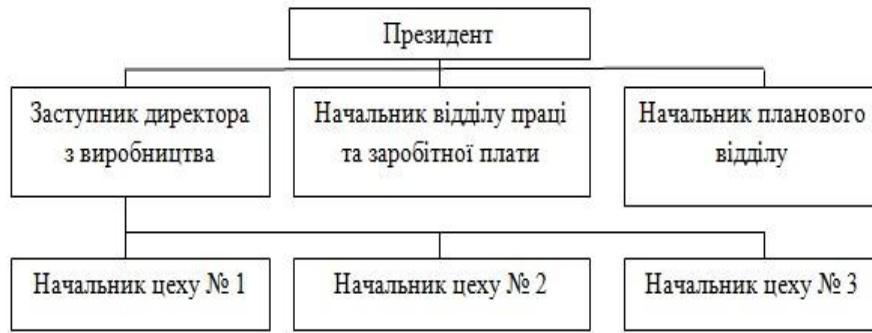 Президент
Заступник директора
з виробництва
Начальник відділу праці
та заробітної плати
Начальник планового
відділу
Начальник цеху № 1
Начальник цеху № 2
Начальник цеху № 3